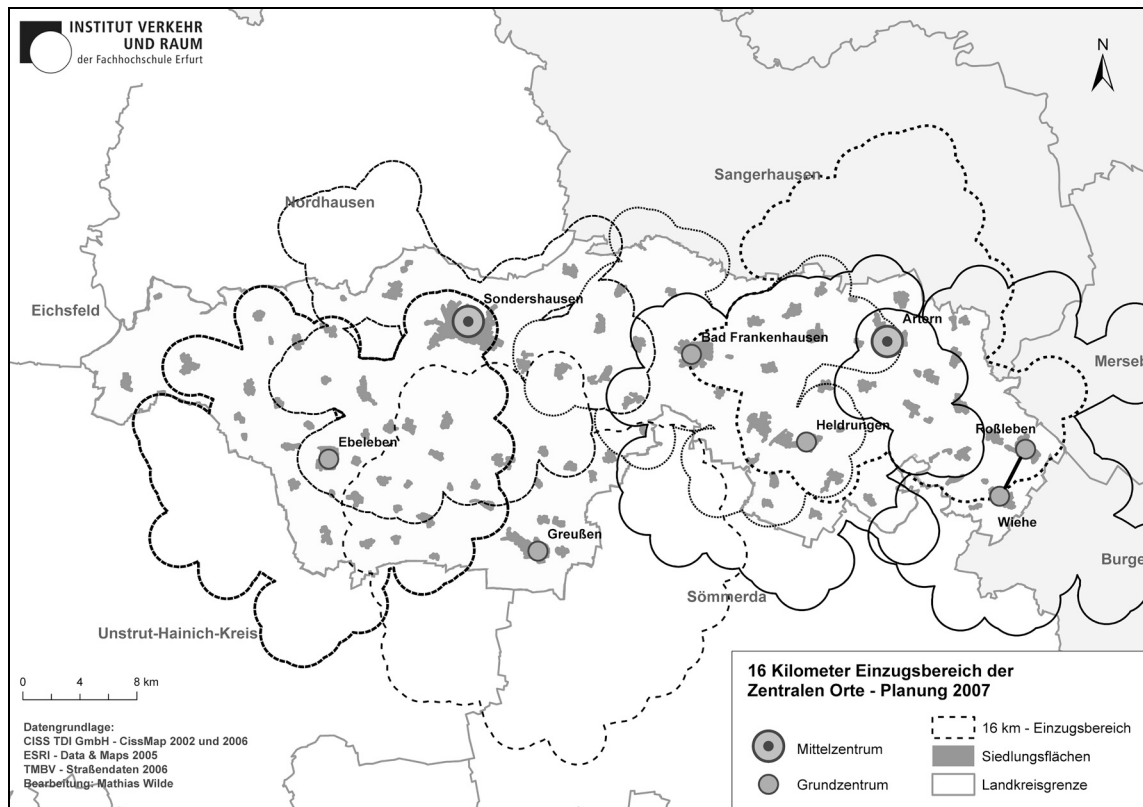 INSTITUT VERKEHR
UND RAUM
der Fachhochschule Erfurt
N
Sangerhausen
Nordhausen
Eichsfeld
Sondershausen
Artern
Bad Frankenhausen
Merseb
Heldrungen
Roßleben
Ebeleben
Wiehe
Greußen
Burge
Sömmerda
Unstrut-Hainich-Kreis
0 4 8 km
16 Kilometer Einzugsbereich der
Zentralen Orte - Planung 2007
Mittelzentrum
Grundzentrum
16 km - Einzugsbereich
Siedlungsflächen
Landkreisgrenze
Datengrundlage:
CISS TDI GmbH - CissMap 2002 und 2006
ESRI - Data & Maps 2005
TMBV - Straßendaten 2006
Bearbeitung: Mathias Wilde